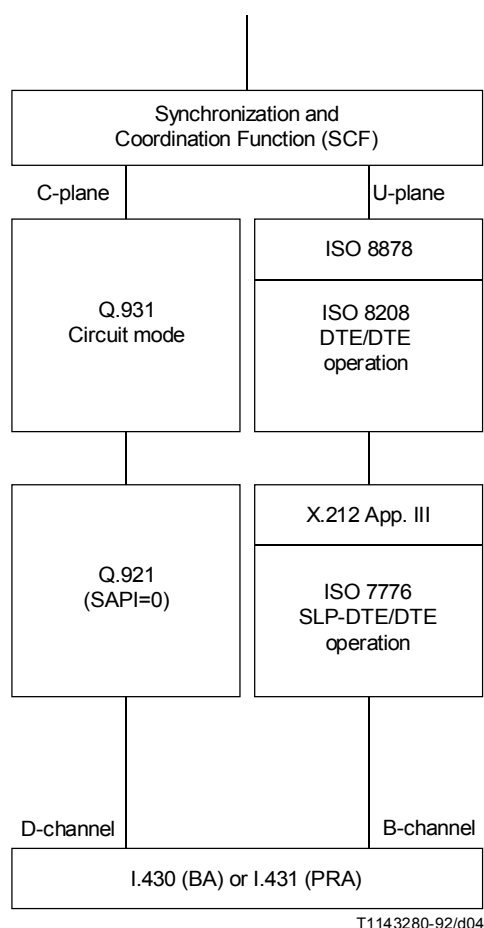 Synchronization and
Coordination Function (SCF)
C-plane
U-plane
Q.931
Circuit mode
ISO 8878
ISO 8208
DTE/DTE
operation
Q.921
(SAPI=0)
X.212 App. III
ISO 7776
SLP-DTE/DTE
operation
D-channel
B-channel
I.430 (BA) or I.431 (PRA)
T1143280-92/d04